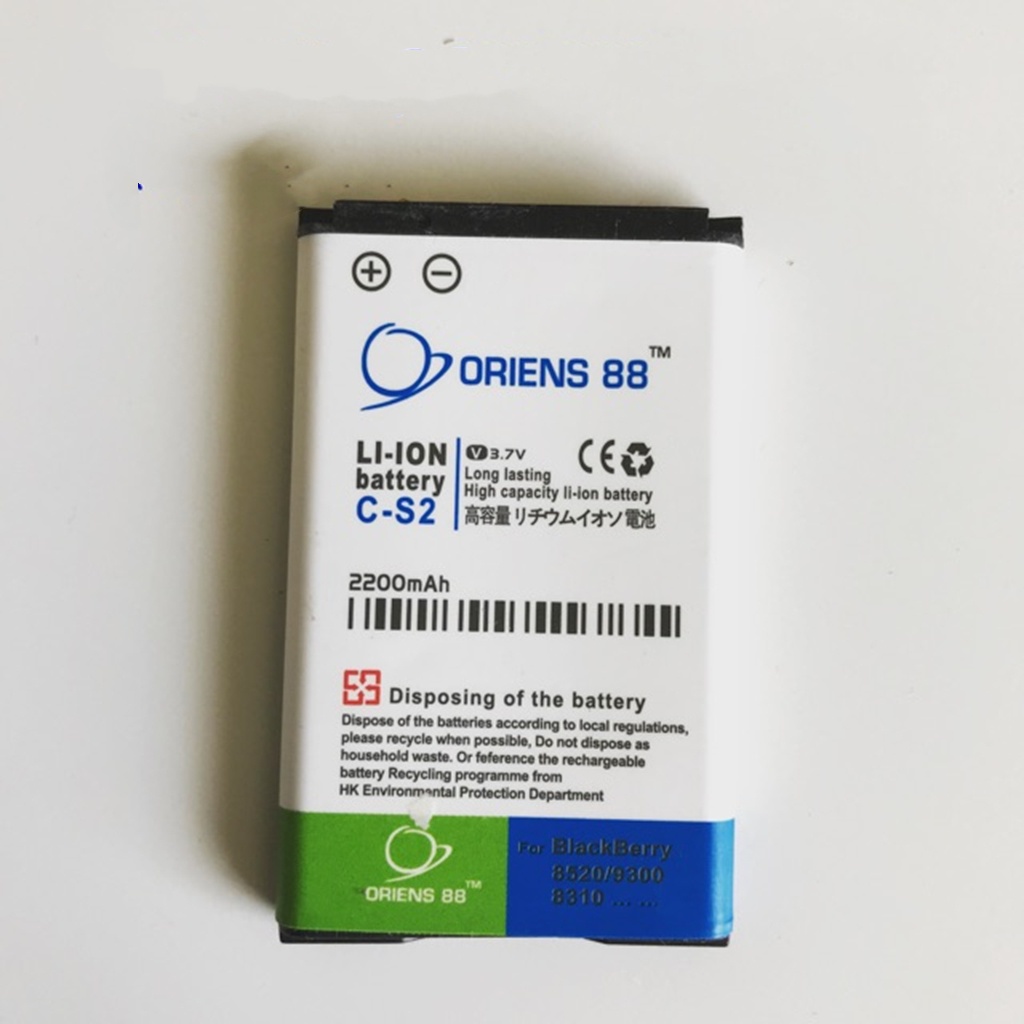 ORIENS 88™
LI-ION
battery
C-S2
V 3.7V
CE
Long lasting
High capacity li-ion battery
高容量リチウムイオソ電池
2200mAh
Disposing of the battery
Dispose of the batteries according to local regulations,
please recycle when possible, Do not dispose as
household waste. Or feference the rechargeable
battery Recycling programme from
HK Environmental Protection Department
ORIENS 88™
For BlackBerry
8520/9300
8310 ... ...